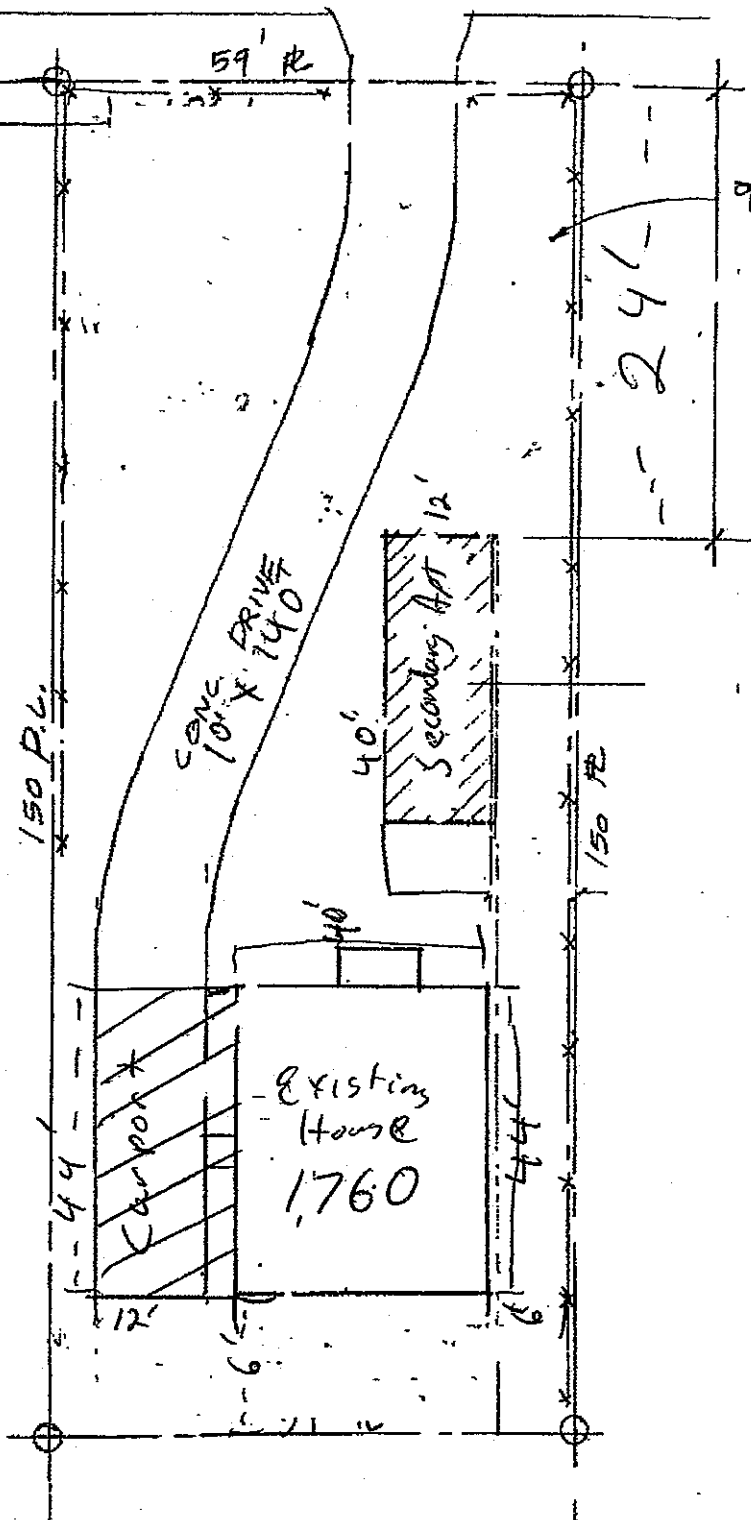 59' PL
24'
12'
CONC. DRIVE
10' X 140'
Secondary Apt
40'
150 P.L.
150 PL
40'
Existing
House
1,760
Carport
44'
44'
12'
6'
6'